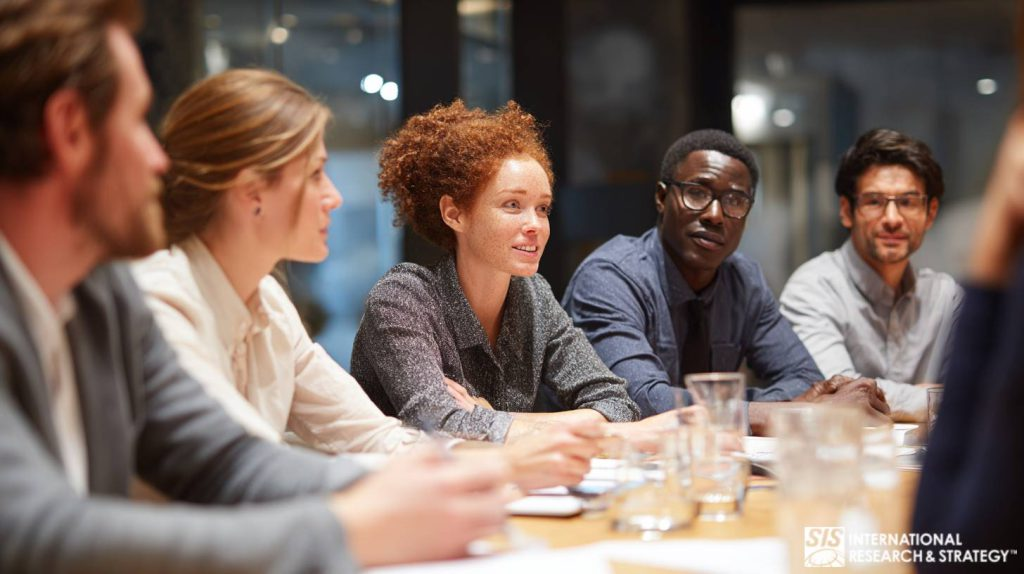 SIS INTERNATIONAL
RESEARCH & STRATEGY™